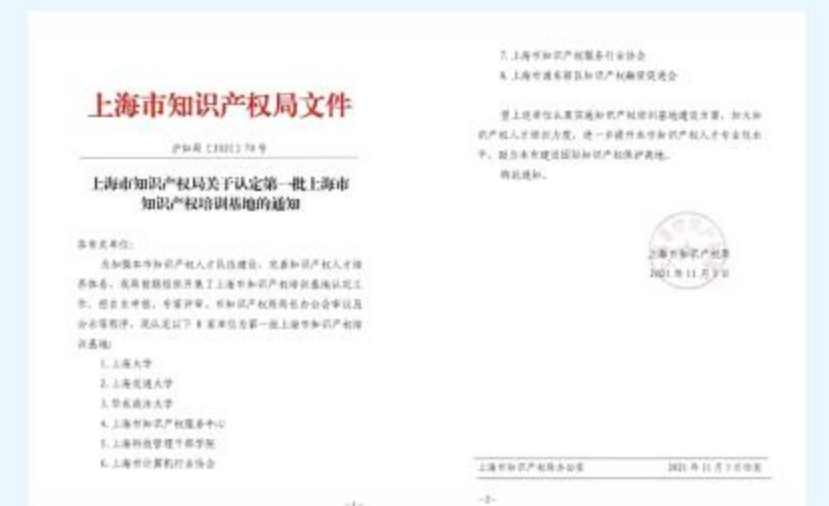 上海市知识产权局文件
沪知局〔2021〕70号
上海市知识产权局关于认定第一批上海市
知识产权培训基地的通知
各有关单位:
为加强本市知识产权人才队伍建设,完善知识产权人才培
养体系,我局前期组织开展了上海市知识产权培训基地认定工
作。经自主申报、专家评审、市知识产权局局长办公会审议及
公示等程序,现认定以下8家单位为第一批上海市知识产权培
训基地:
1.上海大学
2.上海交通大学
3.华东政法大学
4.上海市知识产权服务中心
5.上海科技管理干部学院
6.上海市计算机行业协会
—1—
7.上海市知识产权服务行业协会
8.上海市浦东新区知识产权融资促进会
望上述单位认真实施知识产权培训基地建设方案,加大知
识产权人才培训力度,进一步提升本市知识产权人才专业化水
平,助力本市建设国际知识产权保护高地。
特此通知。
上海市知识产权局
2021年11月3日
上海市知识产权局办公室
2021年11月3日印发
—2—